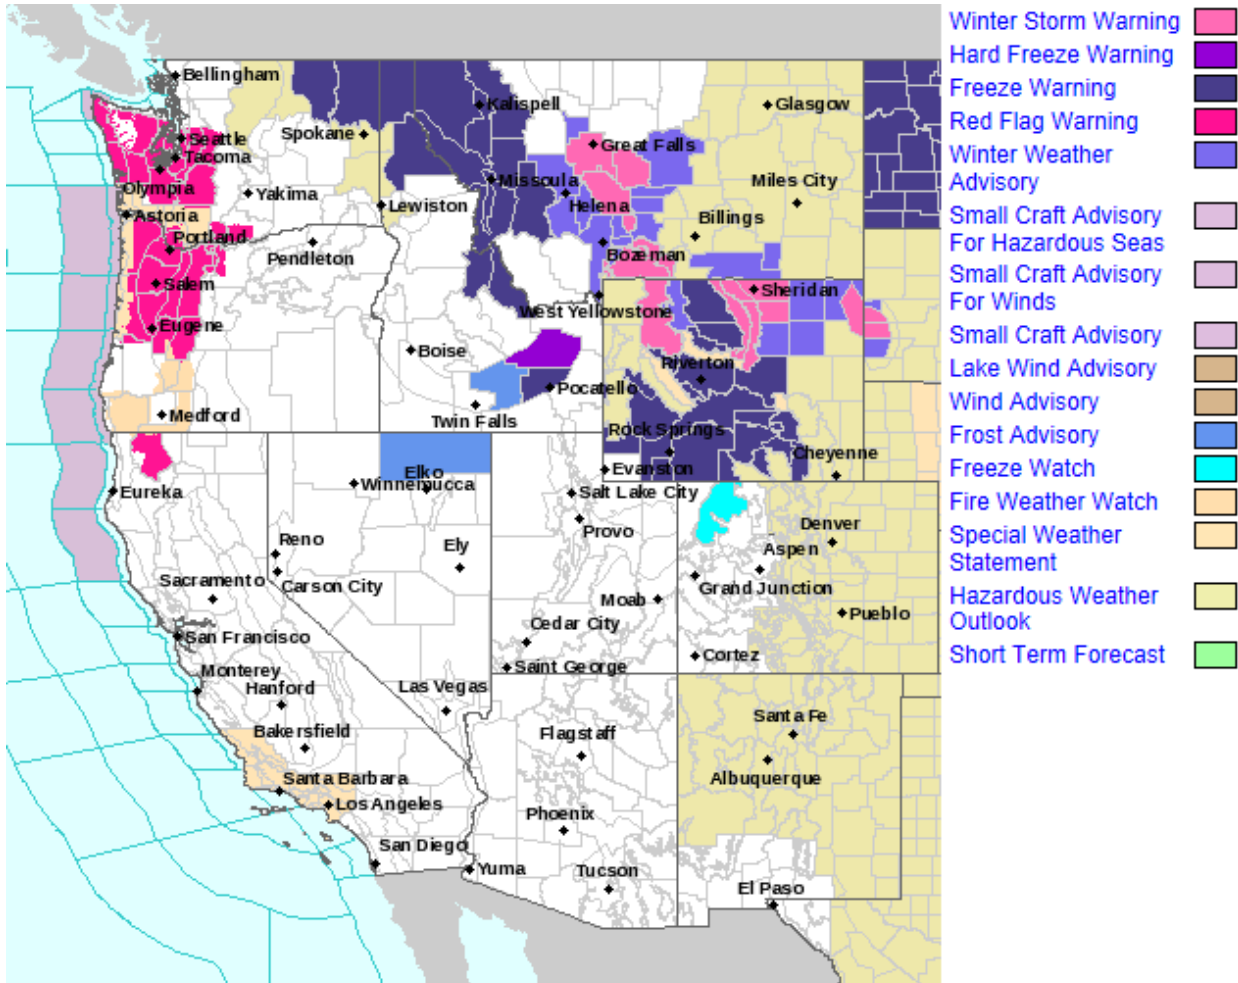 Bellingham
Seattle
Tacoma
Olympia
Spokane
Yakima
Lewiston
Astoria
Portland
Pendleton
Salem
Eugene
Medford
Kalispell
Great Falls
Glasgow
Missoula
Helena
Miles City
Billings
Bozeman
West Yellowstone
Sheridan
Boise
Pocatello
Twin Falls
Riverton
Rock Springs
Cheyenne
Evanston
Eureka
Elko
Winnemucca
Salt Lake City
Provo
Reno
Carson City
Ely
Sacramento
San Francisco
Moab
Cedar City
Saint George
Denver
Aspen
Grand Junction
Pueblo
Cortez
Monterey
Hanford
Bakersfield
Las Vegas
Flagstaff
Santa Fe
Albuquerque
Santa Barbara
Los Angeles
Phoenix
San Diego
Yuma
Tucson
El Paso
Winter Storm Warning
Hard Freeze Warning
Freeze Warning
Red Flag Warning
Winter Weather
Advisory
Small Craft Advisory
For Hazardous Seas
Small Craft Advisory
For Winds
Small Craft Advisory
Lake Wind Advisory
Wind Advisory
Frost Advisory
Freeze Watch
Fire Weather Watch
Special Weather
Statement
Hazardous Weather
Outlook
Short Term Forecast